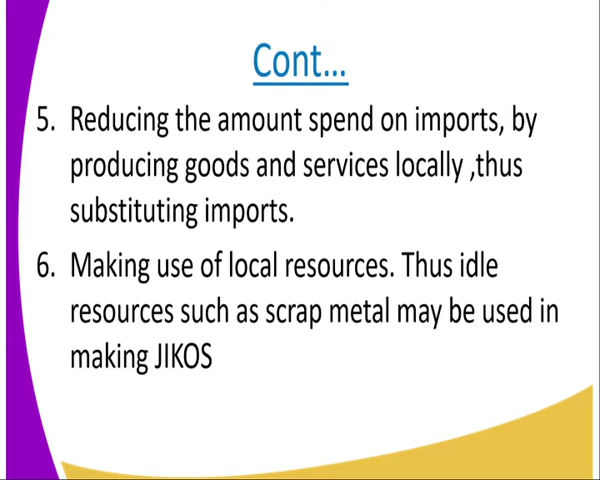 Cont...
5. Reducing the amount spend on imports, by
producing goods and services locally ,thus
substituting imports.
6. Making use of local resources. Thus idle
resources such as scrap metal may be used in
making JIKOS